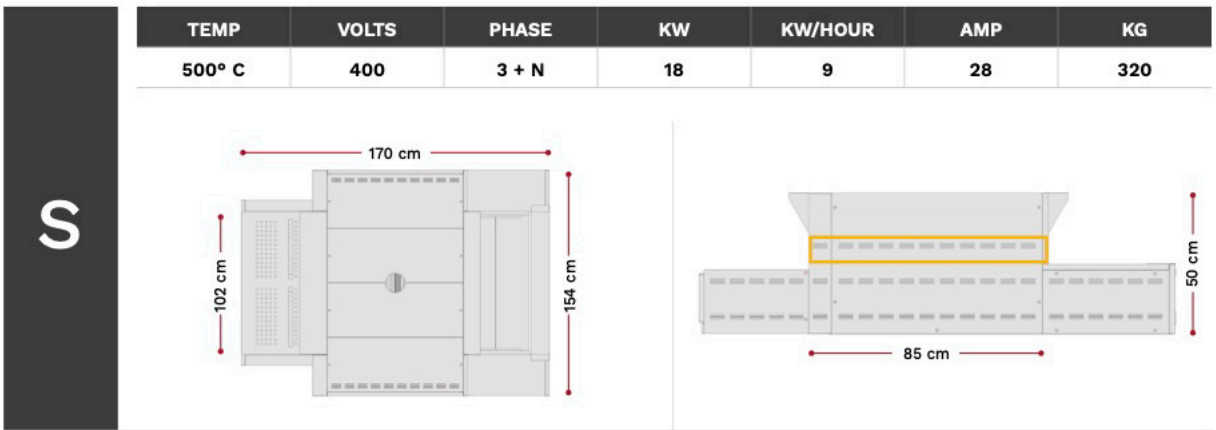 TEMP VOLTS PHASE KW KW/HOUR AMP KG
500° C 400 3 + N 18 9 28 320
S
170 cm
102 cm
154 cm
50 cm
85 cm